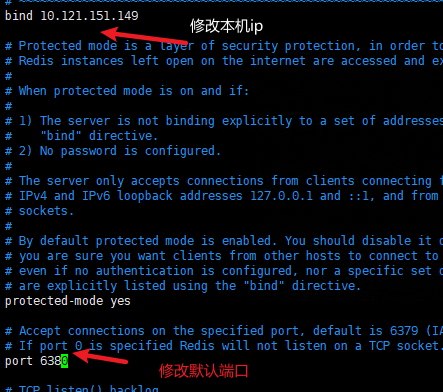 bind 10.121.151.149
修改本机ip
# Protected mode is a layer of security protection, in order to
# Redis instances left open on the internet are accessed and ex
#
# When protected mode is on and if:
#
# 1) The server is not binding explicitly to a set of addresses
#    "bind" directive.
# 2) No password is configured.
#
# The server only accepts connections from clients connecting f
# IPv4 and IPv6 loopback addresses 127.0.0.1 and ::1, and from
# sockets.
#
# By default protected mode is enabled. You should disable it o
# you are sure you want clients from other hosts to connect to
# even if no authentication is configured, nor a specific set o
# are explicitly listed using the "bind" directive.
protected-mode yes
# Accept connections on the specified port, default is 6379 (IA
# If port 0 is specified Redis will not listen on a TCP socket.
port 6380
修改默认端口
# TCP listen() backlog